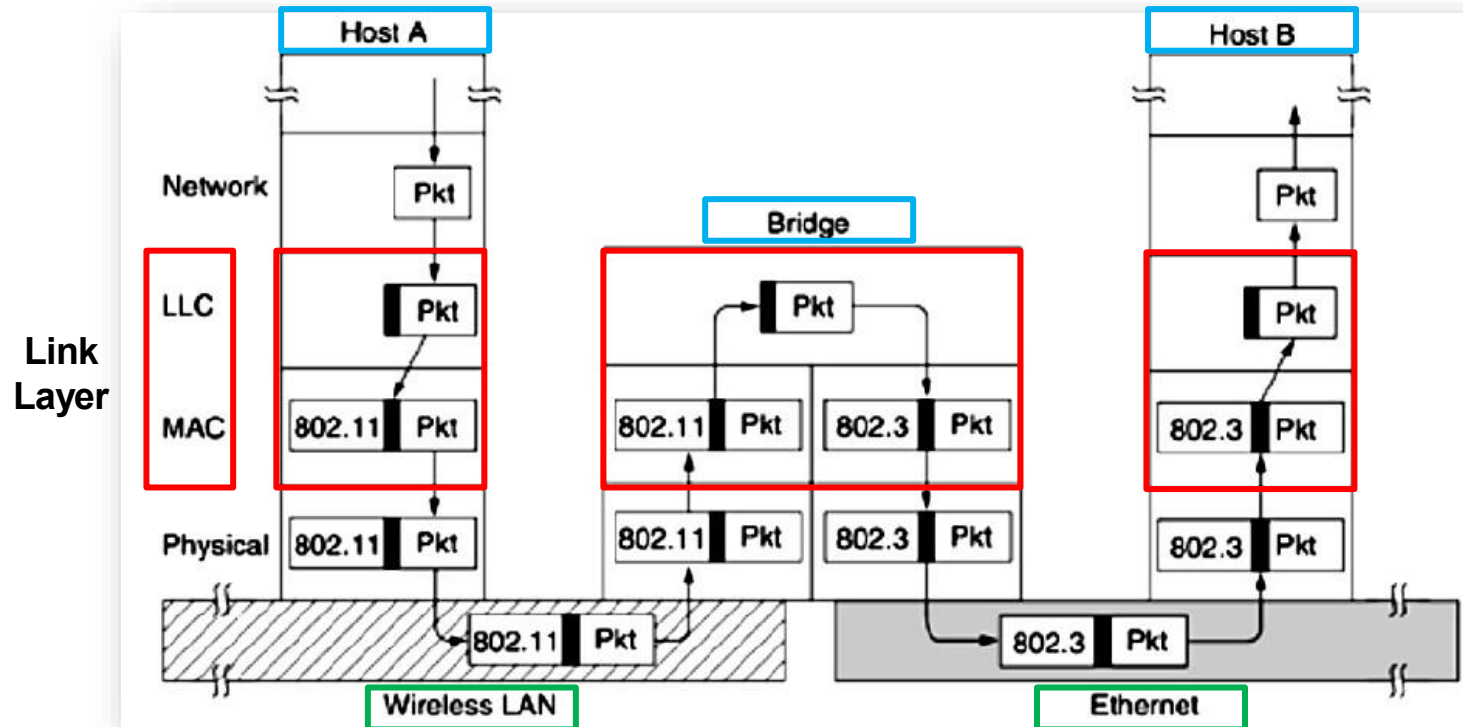 Host A
Host B
Network
Pkt
Pkt
Bridge
Link
Layer
LLC
Pkt
Pkt
Pkt
MAC
802.11 Pkt
802.11 Pkt
802.3 Pkt
802.3 Pkt
Physical
802.11 Pkt
802.11 Pkt
802.3 Pkt
802.3 Pkt
802.11 Pkt
802.3 Pkt
Wireless LAN
Ethernet